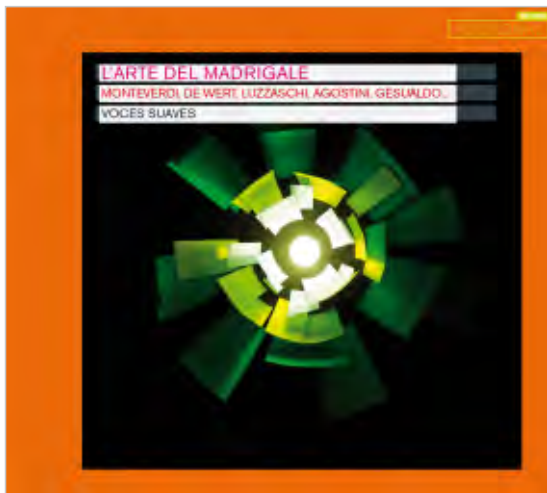 L'ARTE DEL MADRIGALE
MONTEVERDI, DE WERT, LUZZASCHI, AGOSTINI, GESUALDO...
VOCES SUAVES